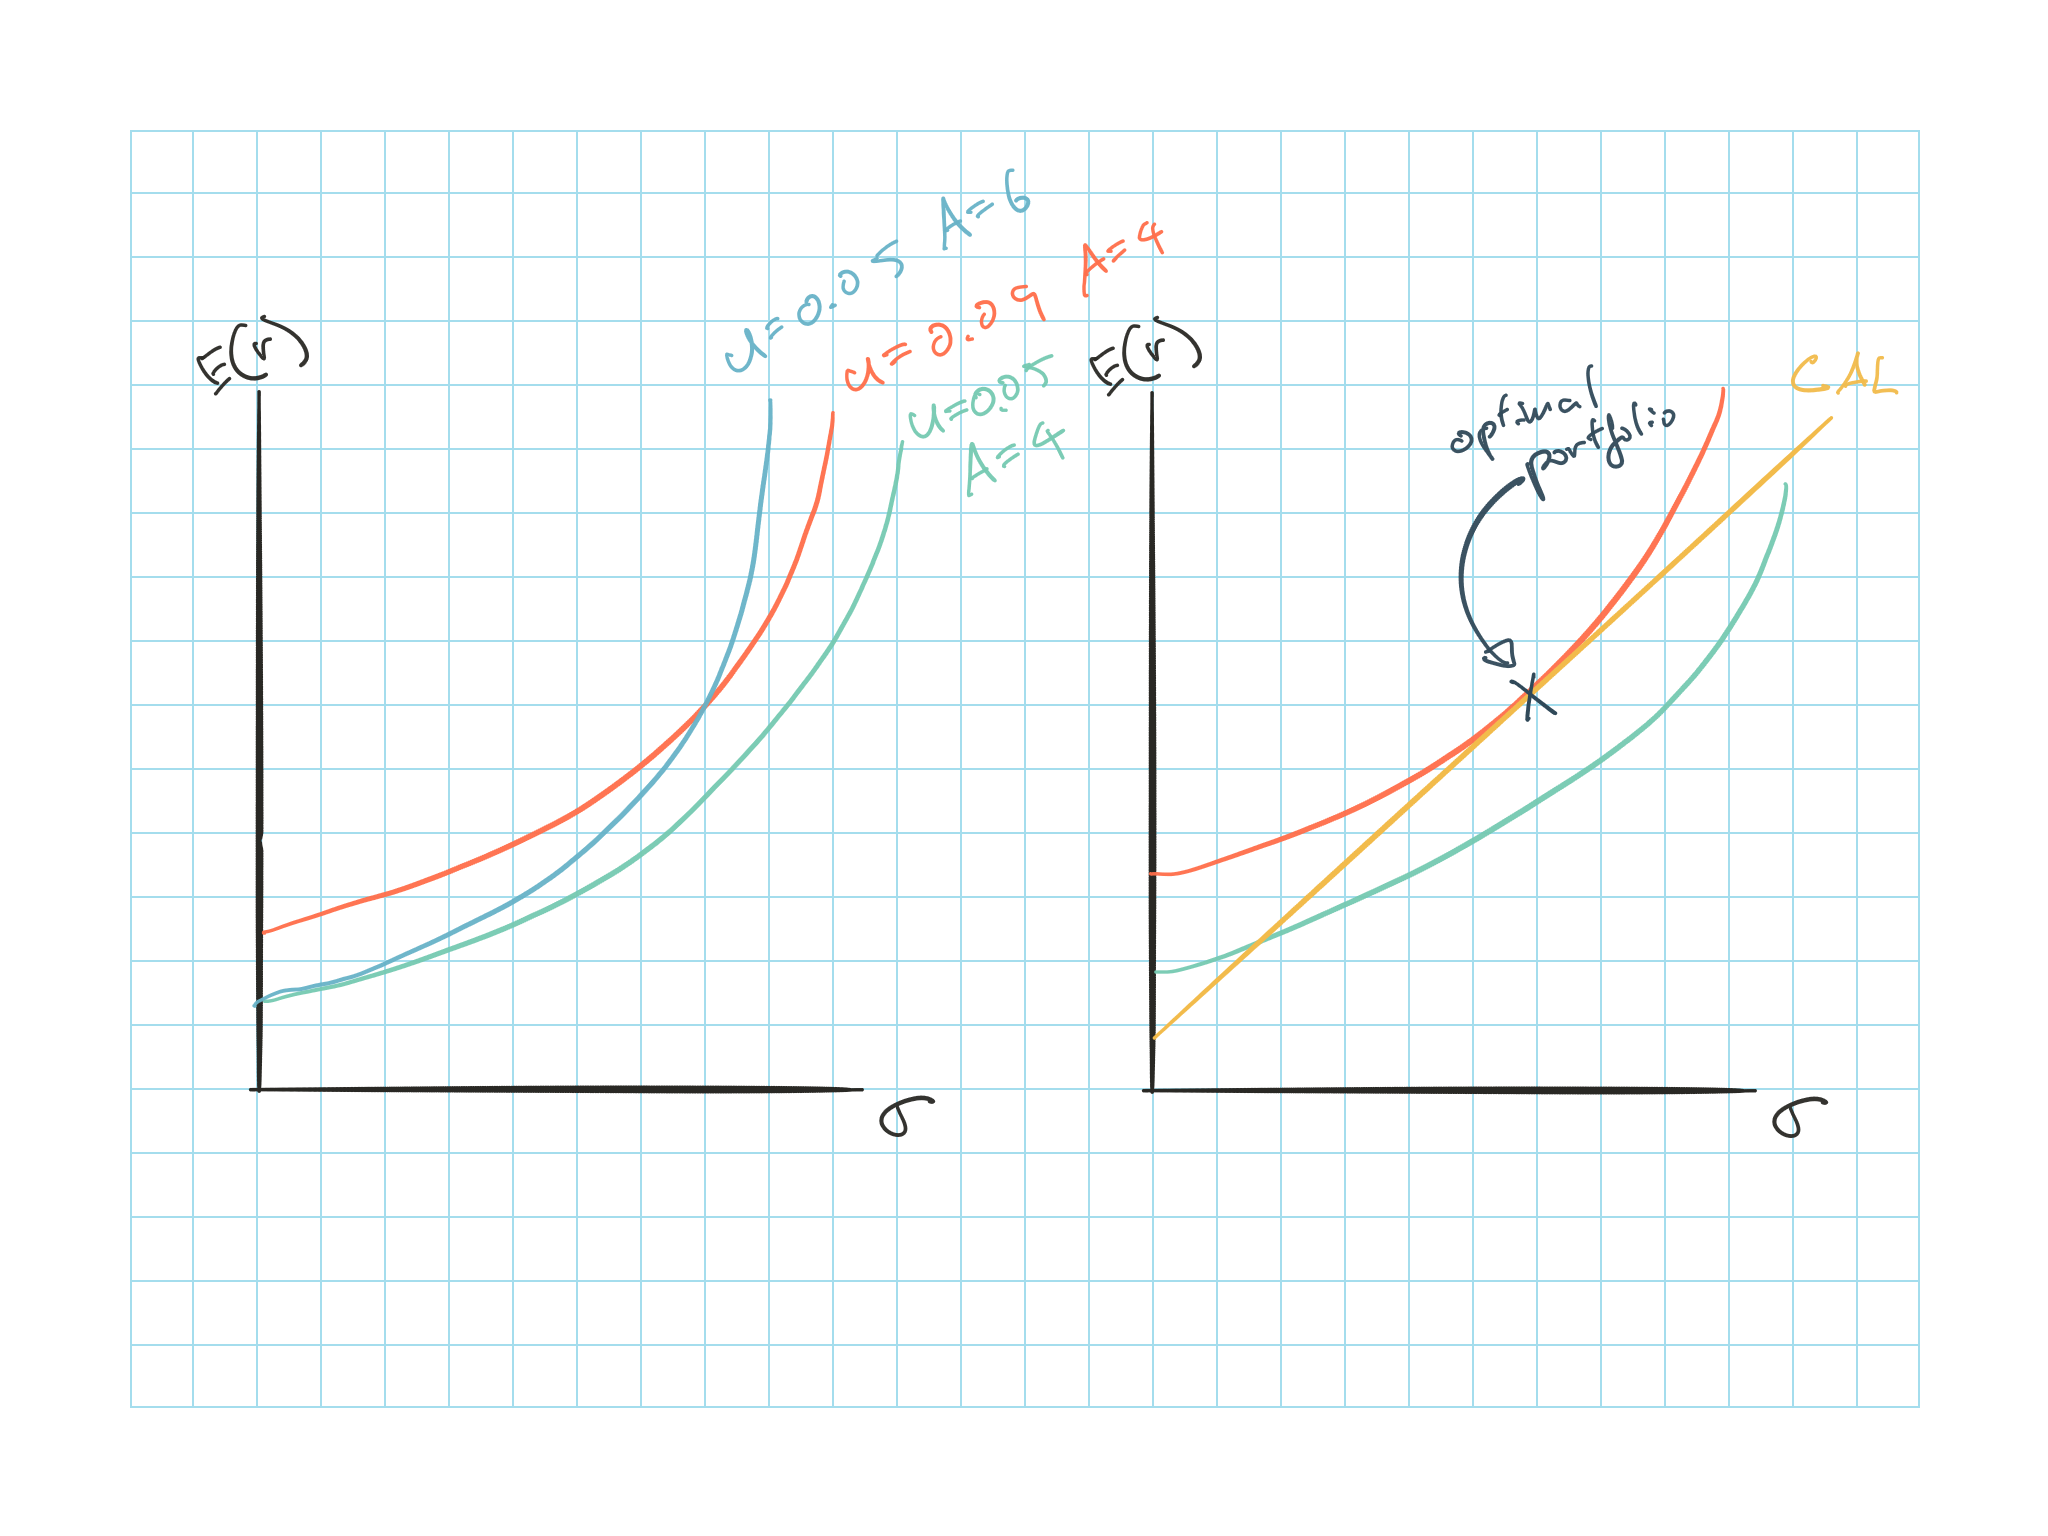 E(r)
u=0.05 A=6
u=0.09 A=4
u=0.05
A=4
σ
E(r)
optimal
portfolio
CAL
σ